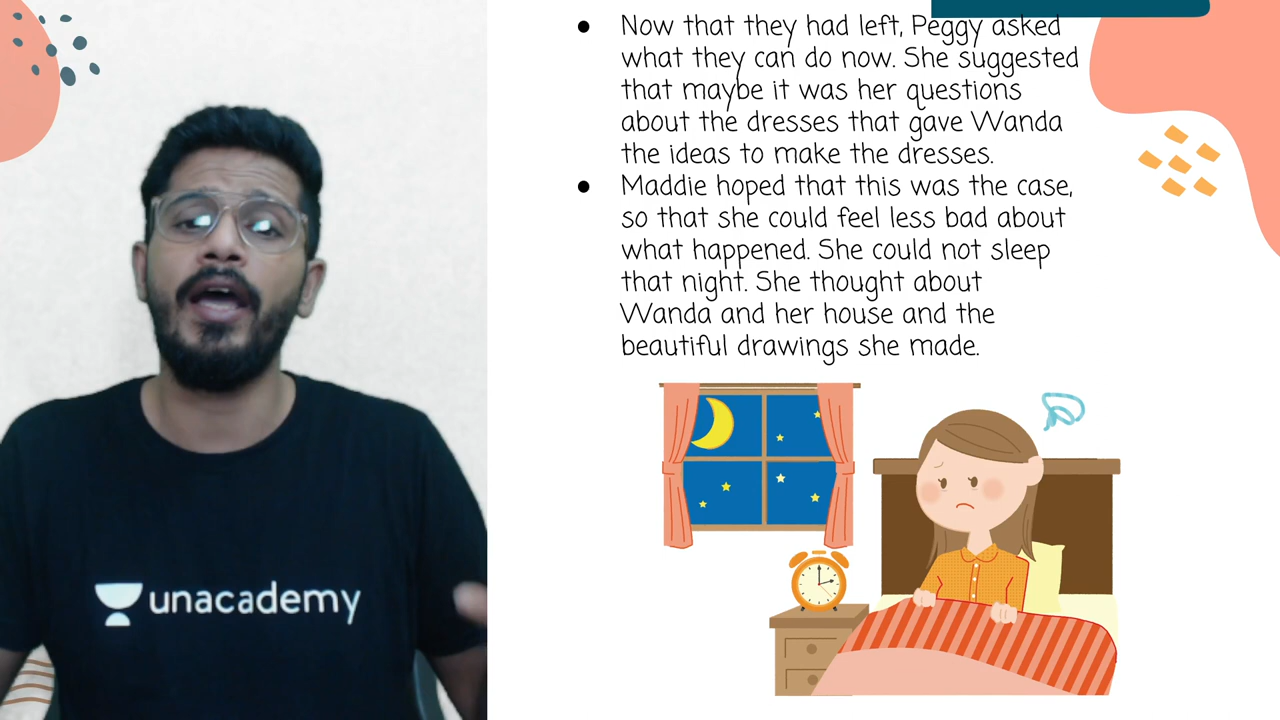 Now that they had left, Peggy asked
what they can do now. She suggested
that maybe it was her questions
about the dresses that gave Wanda
the ideas to make the dresses.
Maddie hoped that this was the case,
so that she could feel less bad about
what happened. She could not sleep
that night. She thought about
Wanda and her house and the
beautiful drawings she made.
unacademy